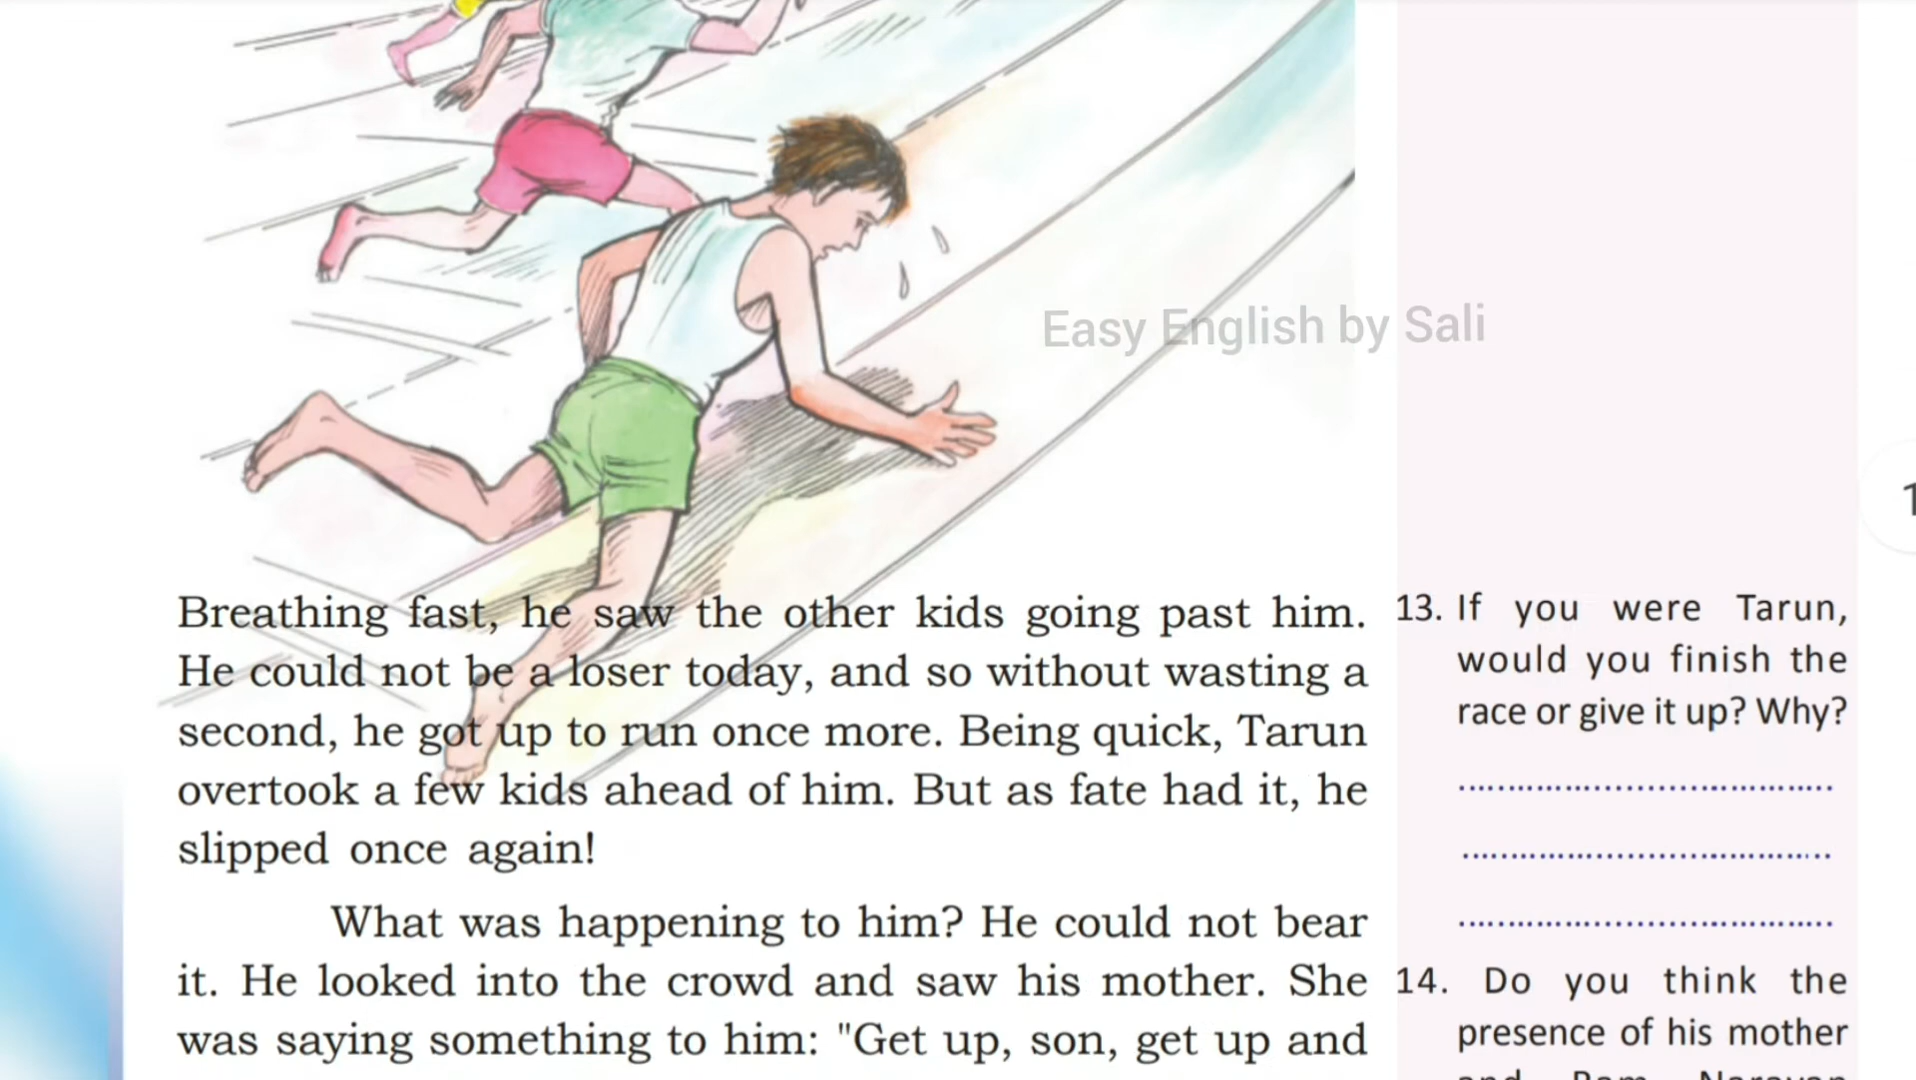 Easy English by Sali
Breathing fast, he saw the other kids going past him.
He could not be a loser today, and so without wasting a
second, he got up to run once more. Being quick, Tarun
overtook a few kids ahead of him. But as fate had it, he
slipped once again!
What was happening to him? He could not bear
it. He looked into the crowd and saw his mother. She
was saying something to him: "Get up, son, get up and
13. If you were Tarun,
would you finish the
race or give it up? Why?
14. Do you think the
presence of his mother
1